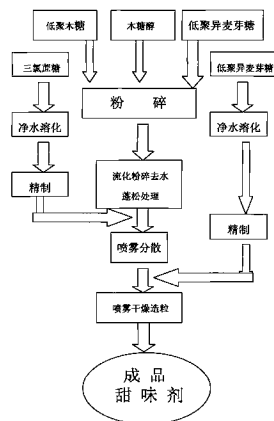 低聚木糖
木糖醇
低聚异麦芽糖
三氯蔗糖
低聚异麦芽糖
粉 碎
净水溶化
净水溶化
精制
流化粉碎去水
蓬松处理
精制
喷雾分散
喷雾干燥造粒
成 品
甜 味 剂